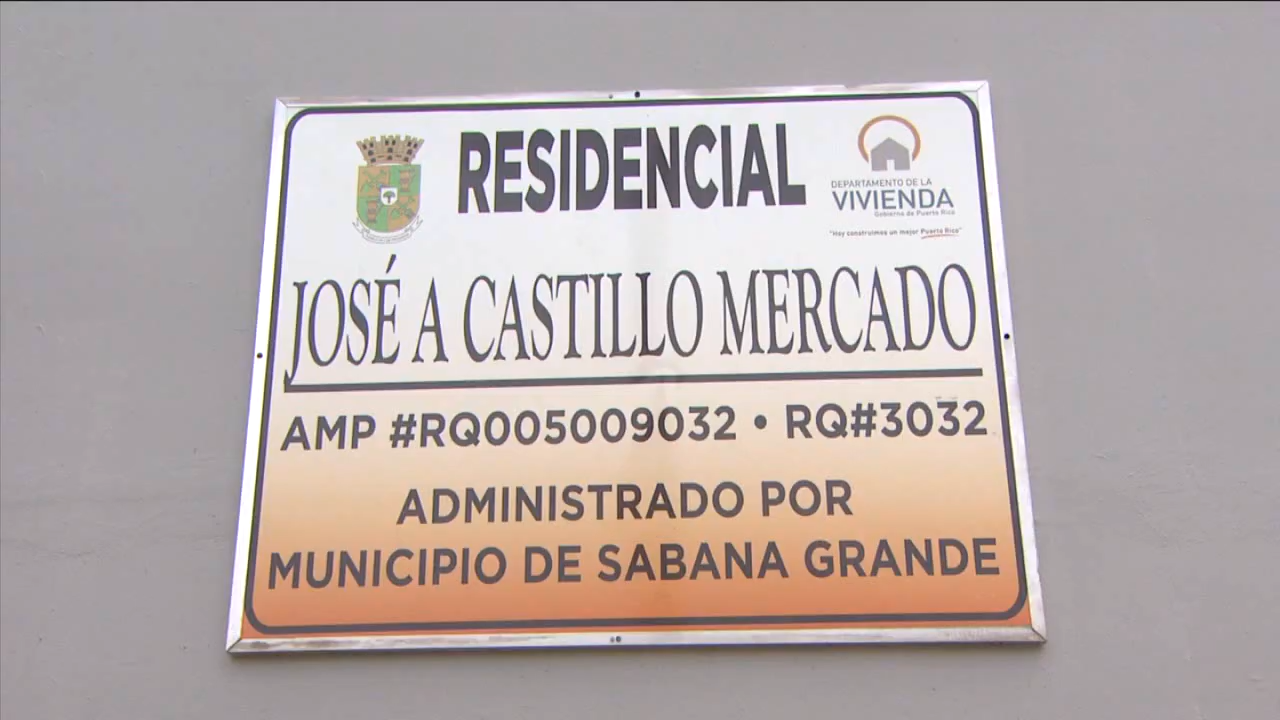 RESIDENCIAL
DEPARTAMENTO DE LA
VIVIENDA
Gobierno de Puerto Rico
"Hoy construimos un mejor Puerto Rico"
JOSÉ A CASTILLO MERCADO
AMP #RQ005009032 • RQ#3032
ADMINISTRADO POR
MUNICIPIO DE SABANA GRANDE